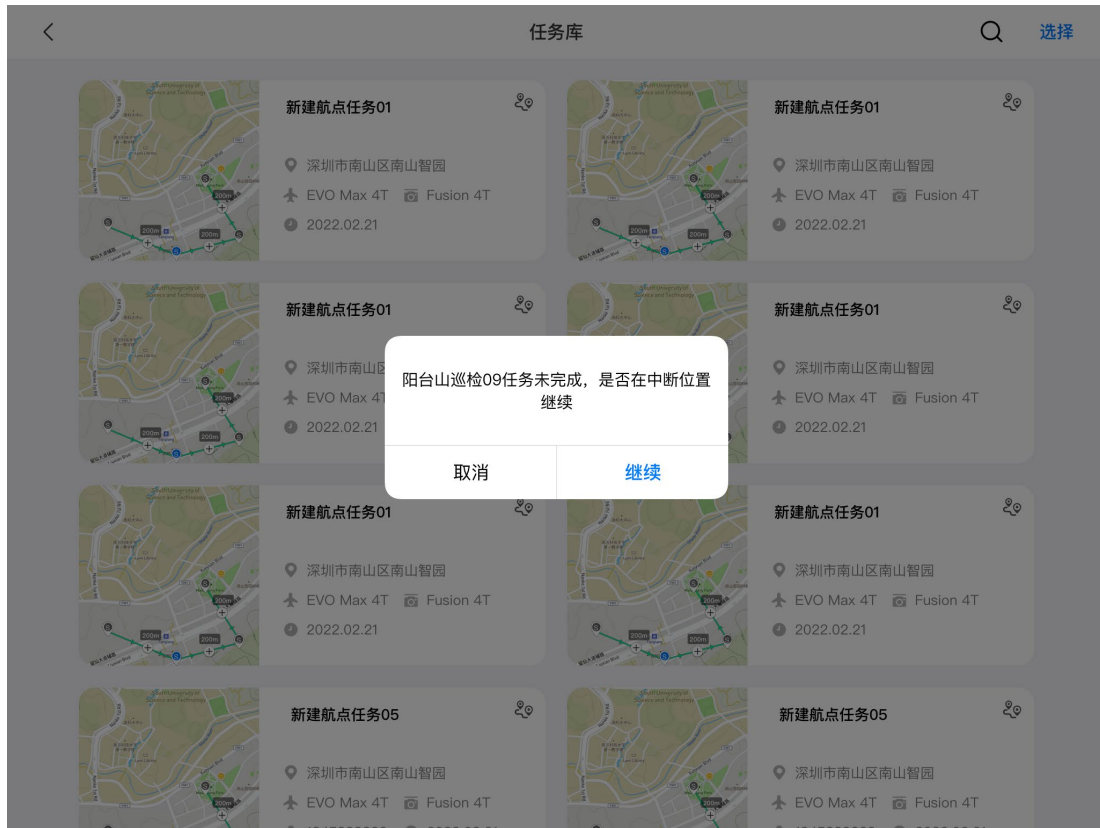 任务库
选择
新建航点任务01
深圳市南山区南山智园
EVO Max 4T Fusion 4T
2022.02.21
新建航点任务01
深圳市南山区南山智园
EVO Max 4T Fusion 4T
2022.02.21
新建航点任务01
深圳市南山区
EVO Max 4T
2022.02.21
新建航点任务01
深圳市南山区南山智园
EVO Max 4T Fusion 4T
2022.02.21
阳台山巡检09任务未完成，是否在中断位置
继续
取消
继续
新建航点任务01
深圳市南山区南山智园
EVO Max 4T Fusion 4T
2022.02.21
新建航点任务01
深圳市南山区南山智园
EVO Max 4T Fusion 4T
2022.02.21
新建航点任务05
深圳市南山区南山智园
EVO Max 4T Fusion 4T
新建航点任务05
深圳市南山区南山智园
EVO Max 4T Fusion 4T